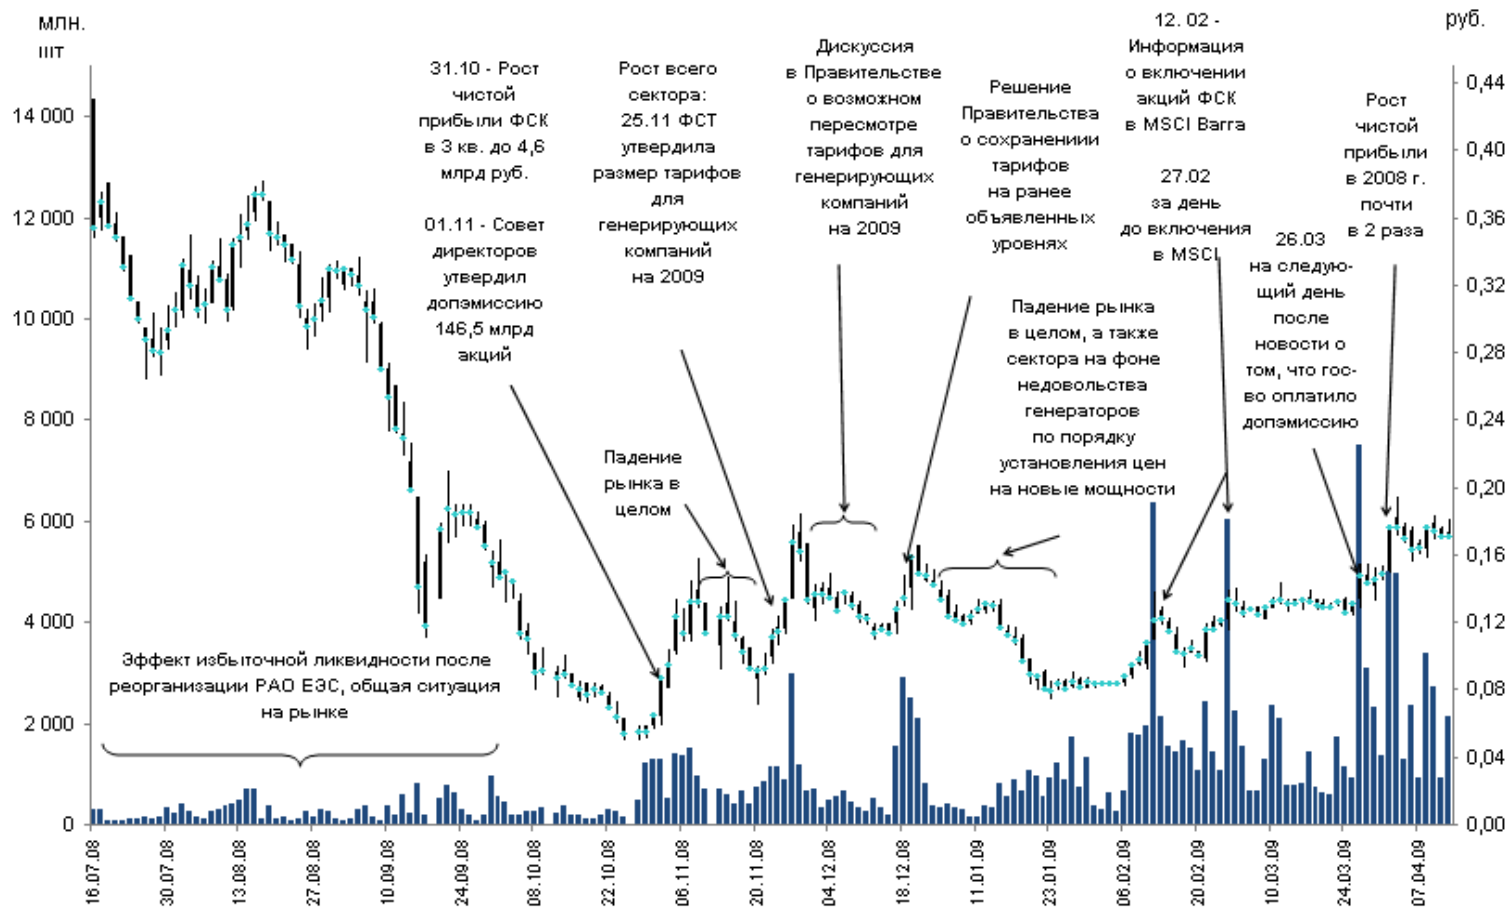 млн.
шт
руб.
31.10 - Рост
чистой
прибыли ФСК
в 3 кв. до 4,6
млрд руб.
01.11 - Совет
директоров
утвердил
допэмиссию
146,5 млрд
акций
Рост всего
сектора:
25.11 ФСТ
утвердила
размер тарифов
для
генерирующих
компаний
на 2009
Дискуссия
в Правительстве
о возможном
пересмотре
тарифов для
генерирующих
компаний
на 2009
Решение
Правительства
о сохранениии
тарифов
на ранее
объявленных
уровнях
12. 02 -
Информация
о включении
акций ФСК
в MSCI Barra
27.02
за день
до включения
в MSCI
26.03
на следую-
щий день
после
новости о
том, что гос-
во оплатило
допэмиссию
Рост
чистой
прибыли
в 2008 г.
почти
в 2 раза
Падение
рынка в
целом
Падение рынка
в целом, а также
сектора на фоне
недовольства
генераторов
по порядку
установления цен
на новые мощности
Эффект избыточной ликвидности после
реорганизации РАО ЕЭС, общая ситуация
на рынке
14 000
12 000
10 000
8 000
6 000
4 000
2 000
0
0,44
0,40
0,36
0,32
0,28
0,24
0,20
0,16
0,12
0,08
0,04
0,00
16.07.08
30.07.08
13.08.08
27.08.08
10.09.08
24.09.08
08.10.08
22.10.08
06.11.08
20.11.08
04.12.08
18.12.08
11.01.09
23.01.09
06.02.09
20.02.09
10.03.09
24.03.09
07.04.09